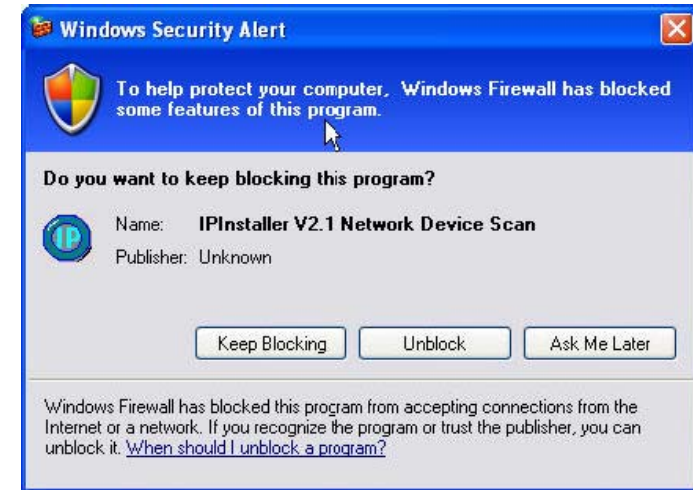 Windows Security Alert
To help protect your computer, Windows Firewall has blocked
some features of this program.
Do you want to keep blocking this program?
IP
Name: IPInstaller V2.1 Network Device Scan
Publisher: Unknown
Keep Blocking Unblock Ask Me Later
Windows Firewall has blocked this program from accepting connections from the
Internet or a network. If you recognize the program or trust the publisher, you can
unblock it. When should I unblock a program?